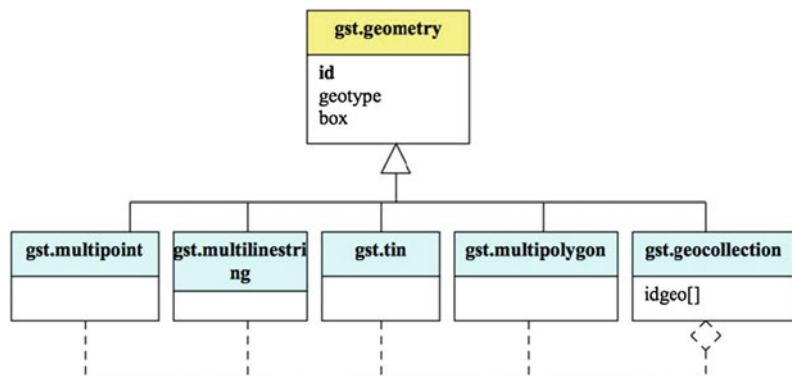 gst.geometry
id
geotype
box
gst.multipoint
gst.multilinestri
ng
gst.tin
gst.multipolygon
gst.geocollection
idgeo[]